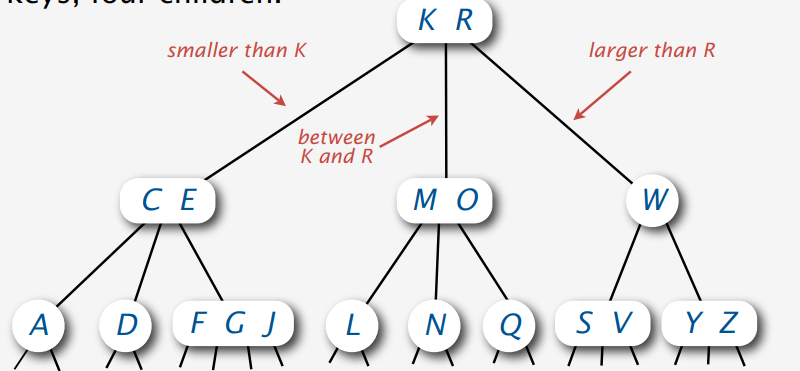 keys, four children.
K R
smaller than K
larger than R
between
K and R
C E
M O
W
A
D
F G J
L
N
Q
S V
Y Z